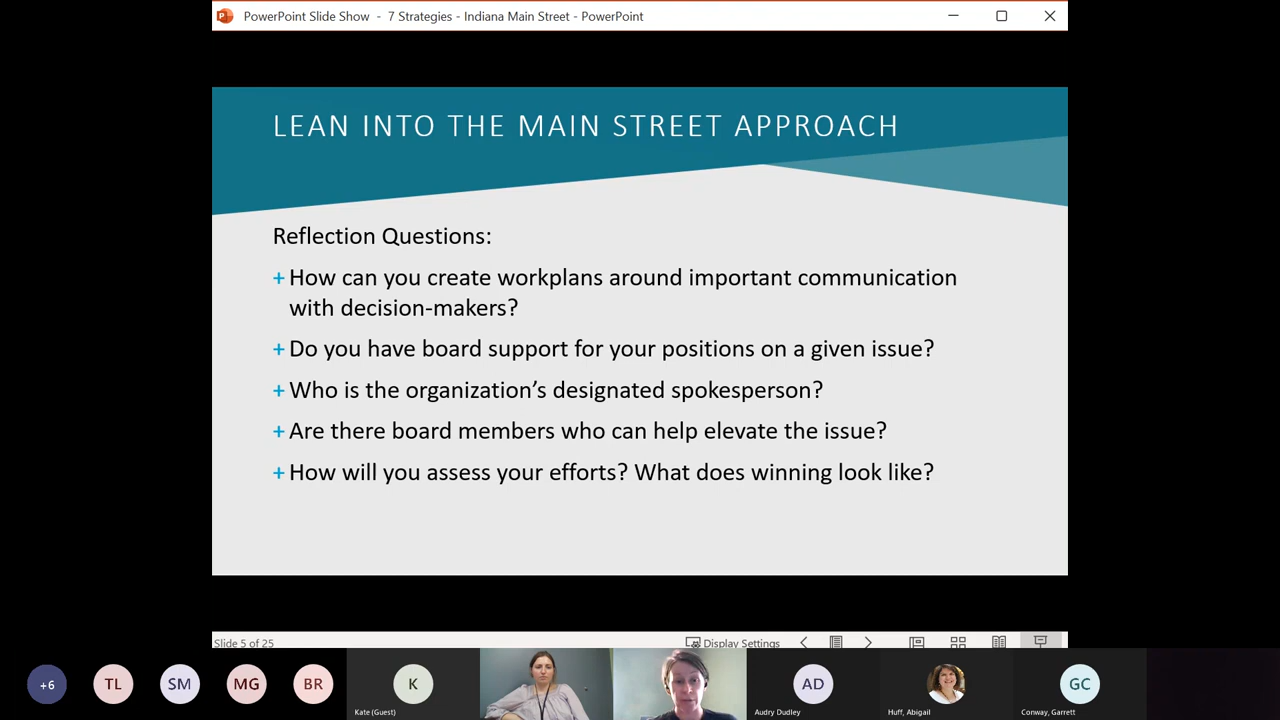 PowerPoint Slide Show - 7 Strategies - Indiana Main Street - PowerPoint
LEAN INTO THE MAIN STREET APPROACH
Reflection Questions:
+ How can you create workplans around important communication
with decision-makers?
+ Do you have board support for your positions on a given issue?
+ Who is the organization’s designated spokesperson?
+ Are there board members who can help elevate the issue?
+ How will you assess your efforts? What does winning look like?
Slide 5 of 25
Display Settings
+6
TL
SM
MG
BR
K
AD
GC
Kate (Guest)
Audry Dudley
Huff, Abigail
Conway, Garrett